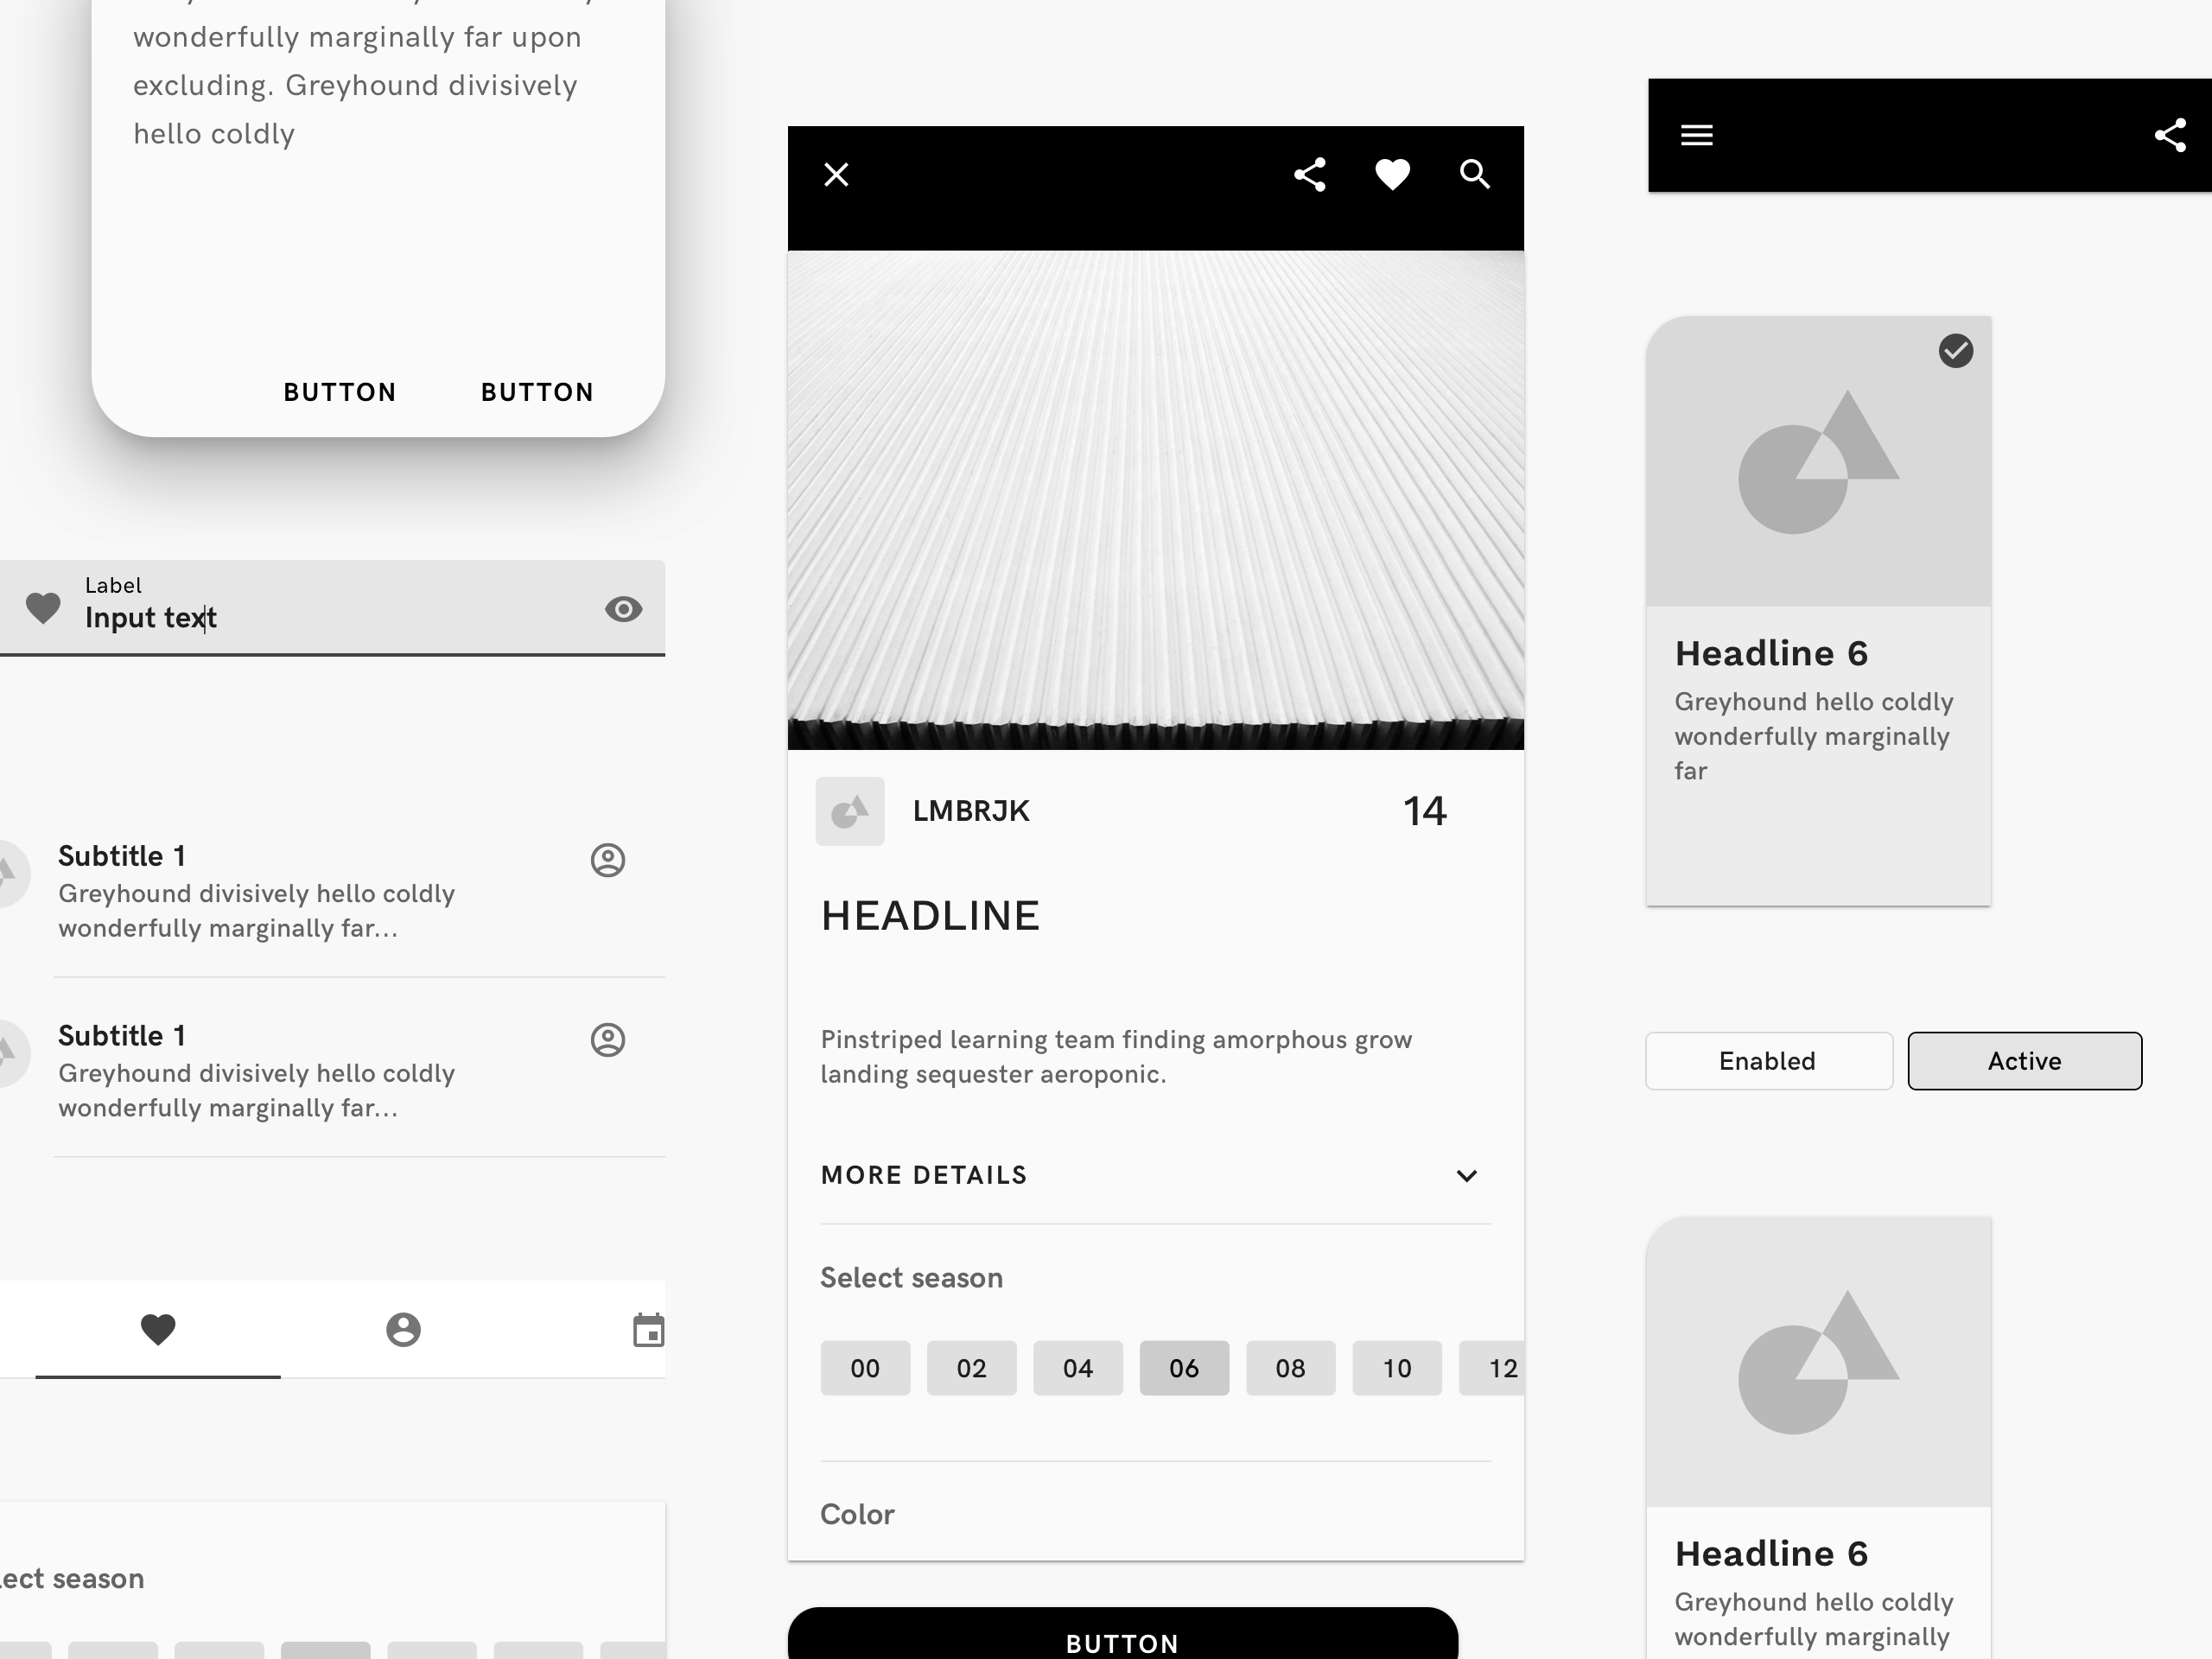 wonderfully marginally far upon
excluding. Greyhound divisively
hello coldly
BUTTON BUTTON
Label
Input text
Subtitle 1
Greyhound divisively hello coldly
wonderfully marginally far...
Subtitle 1
Greyhound divisively hello coldly
wonderfully marginally far...
ect season
LMBRJK 14
HEADLINE
Pinstriped learning team finding amorphous grow
landing sequester aeroponic.
MORE DETAILS
Select season
00 02 04 06 08 10 12
Color
BUTTON
Headline 6
Greyhound hello coldly
wonderfully marginally
far
Enabled Active
Headline 6
Greyhound hello coldly
wonderfully marginally